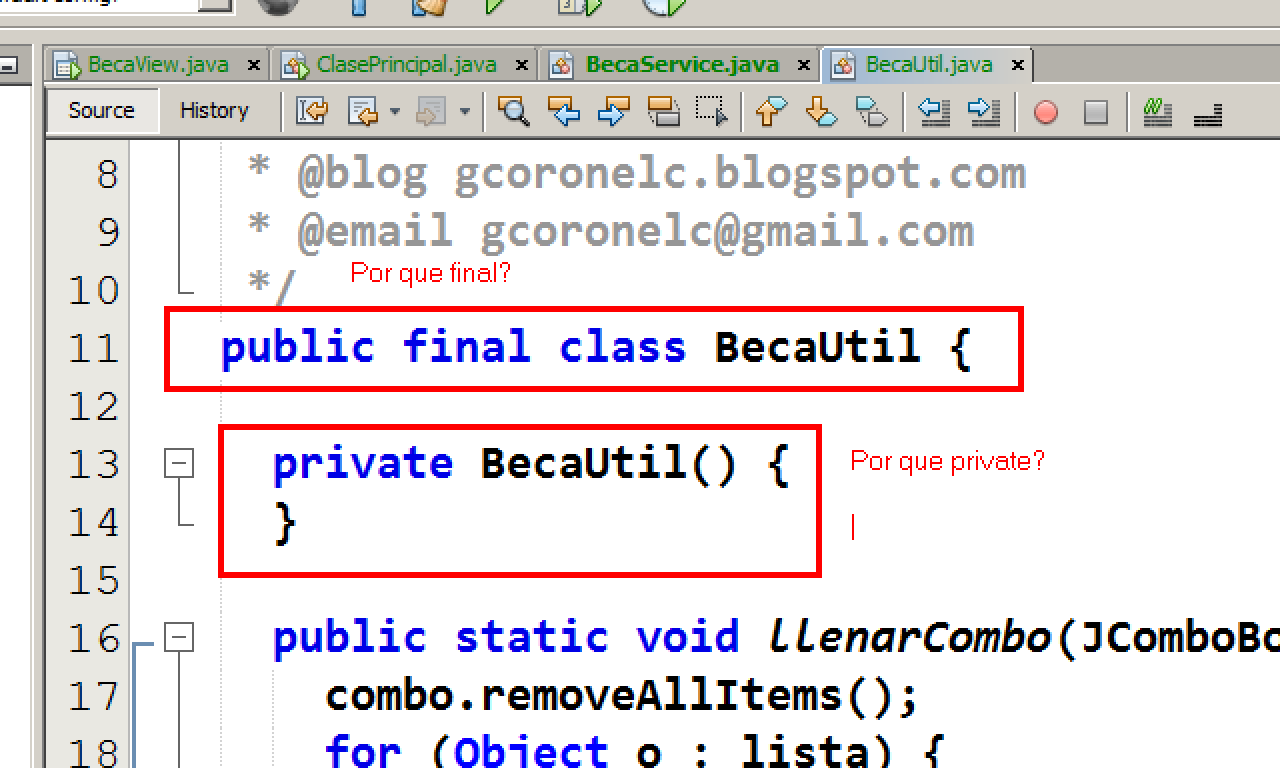 BecaView.java ClasePrincipal.java BecaService.java BecaUtil.java
Source History
8 * @blog gcoronelc.blogspot.com
9 * @email gcoronelc@gmail.com
10 */ Por que final?
11 public final class BecaUtil {
12
13 private BecaUtil() { Por que private?
14 }
15
16 public static void llenarCombo(JComboBo
17 combo.removeAllItems();
18 for (Object o : lista) {